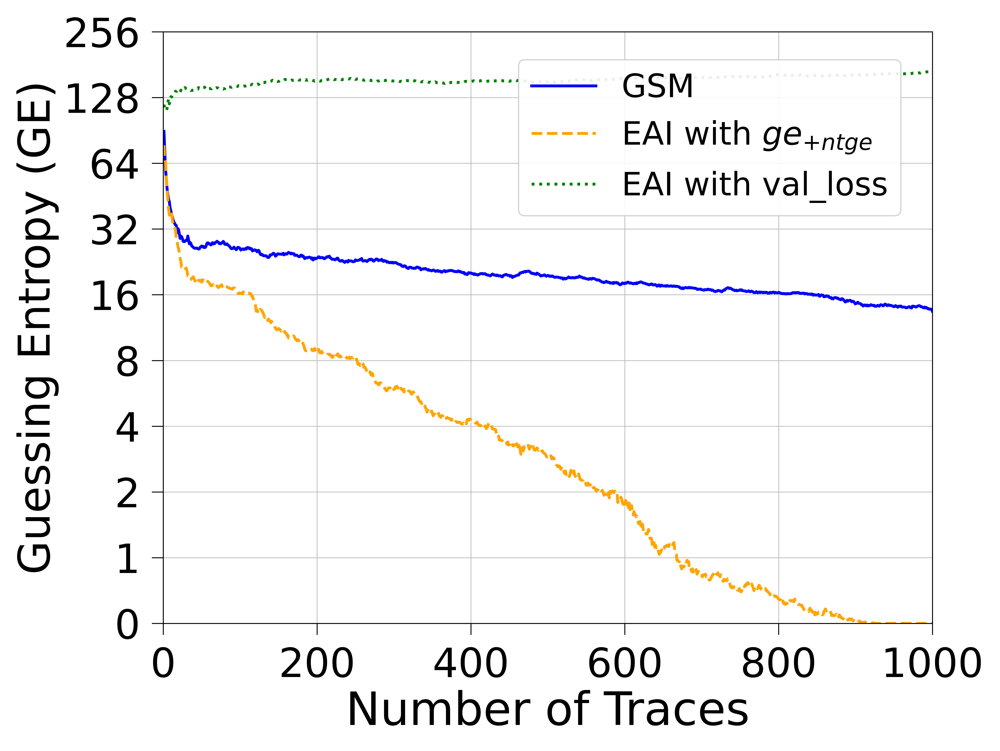 Guessing Entropy (GE)
256
128
64
32
16
8
4
2
1
0
GSM
EAI with ge+ntge
EAI with val_loss
0 200 400 600 800 1000
Number of Traces